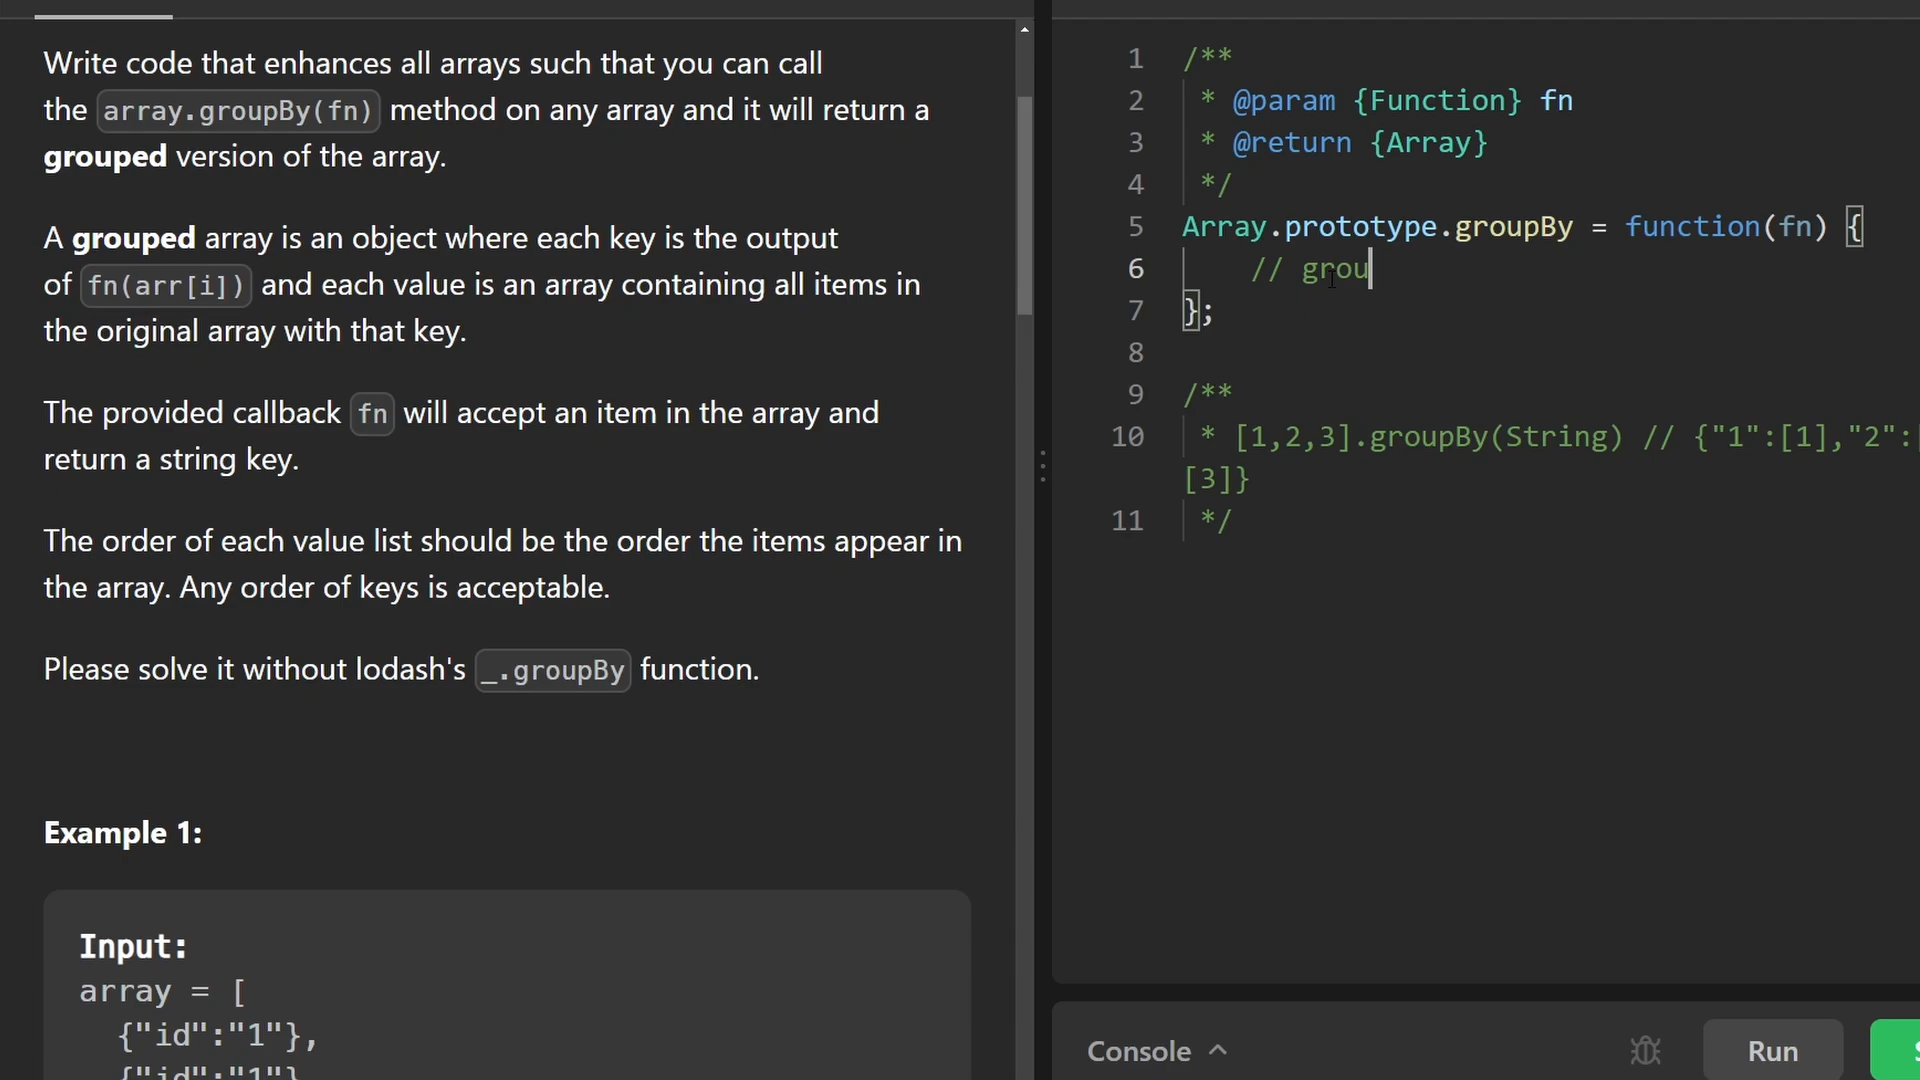 Write code that enhances all arrays such that you can call
the array.groupBy(fn) method on any array and it will return a
grouped version of the array.
A grouped array is an object where each key is the output
of fn(arr[i]) and each value is an array containing all items in
the original array with that key.
The provided callback fn will accept an item in the array and
return a string key.
The order of each value list should be the order the items appear in
the array. Any order of keys is acceptable.
Please solve it without lodash's _.groupBy function.
Example 1:
Input:
array = [
{"id":"1"},
{"id":"1"}
1 /**
2 * @param {Function} fn
3 * @return {Array}
4 */
5 Array.prototype.groupBy = function(fn) {
6 // grou
7 };
8
9 /**
10 * [1,2,3].groupBy(String) // {"1":[1],"2":[
[3]}
11 */
Console
Run